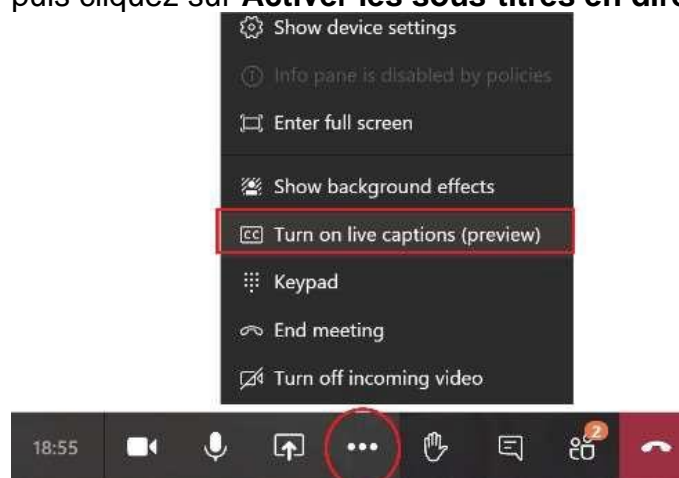 puis cliquez sur Activer les sous-titres en dire
Show device settings
Info pane is disabled by policies
Enter full screen
Show background effects
CC Turn on live captions (preview)
Keypad
End meeting
Turn off incoming video
18:55 2